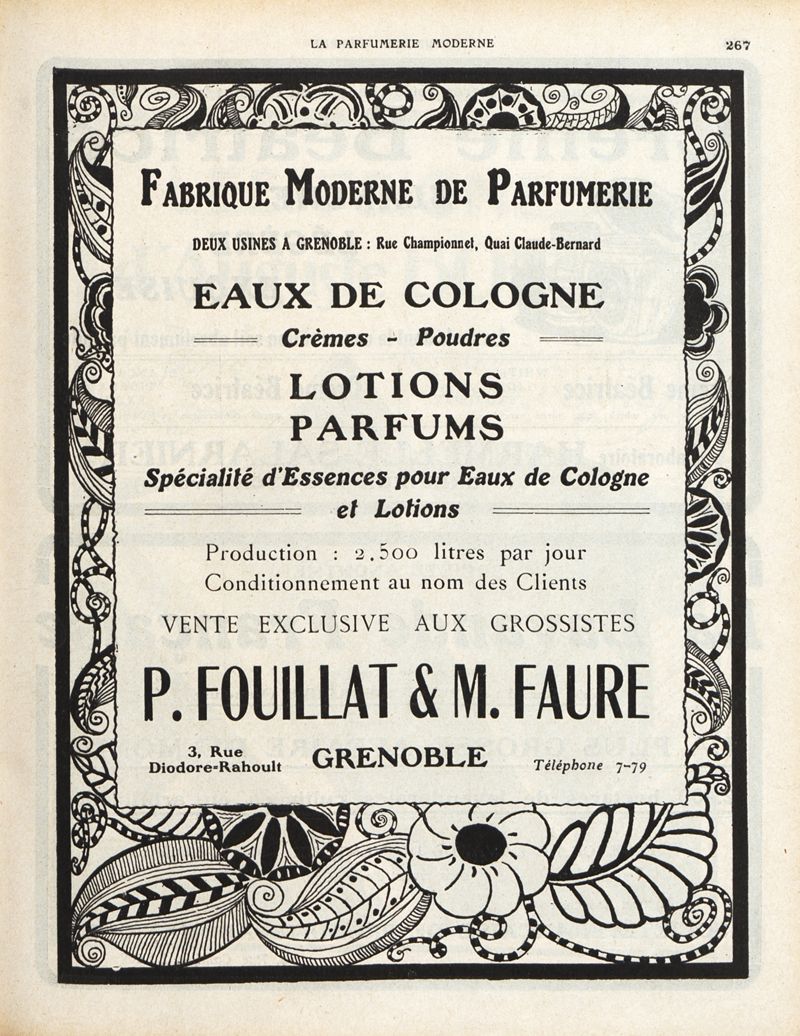 LA PARFUMERIE MODERNE 267
FABRIQUE MODERNE DE PARFUMERIE
DEUX USINES A GRENOBLE : Rue Championnet, Quai Claude-Bernard
EAUX DE COLOGNE
Crèmes - Poudres
LOTIONS
PARFUMS
Spécialité d'Essences pour Eaux de Cologne
et Lotions
Production : 2.500 litres par jour
Conditionnement au nom des Clients
VENTE EXCLUSIVE AUX GROSSISTES
P. FOUILLAT & M. FAURE
3, Rue
Diodore-Rahoult
GRENOBLE
Téléphone 7-79